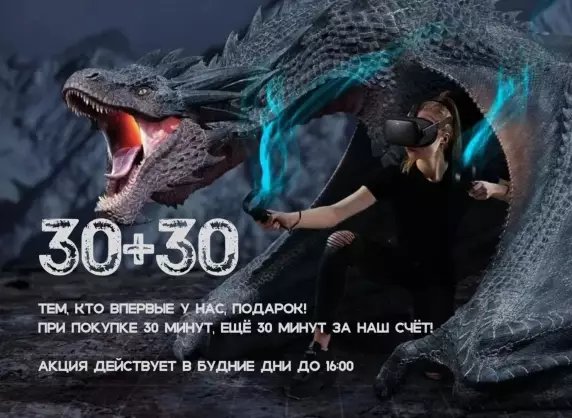 30+30
ТЕМ, КТО ВПЕРВЫЕ У НАС, ПОДАРОК!
ПРИ ПОКУПКЕ 30 МИНУТ, ЕЩЁ 30 МИНУТ ЗА НАШ СЧЁТ!
АКЦИЯ ДЕЙСТВУЕТ В БУДНИЕ ДНИ ДО 16:00